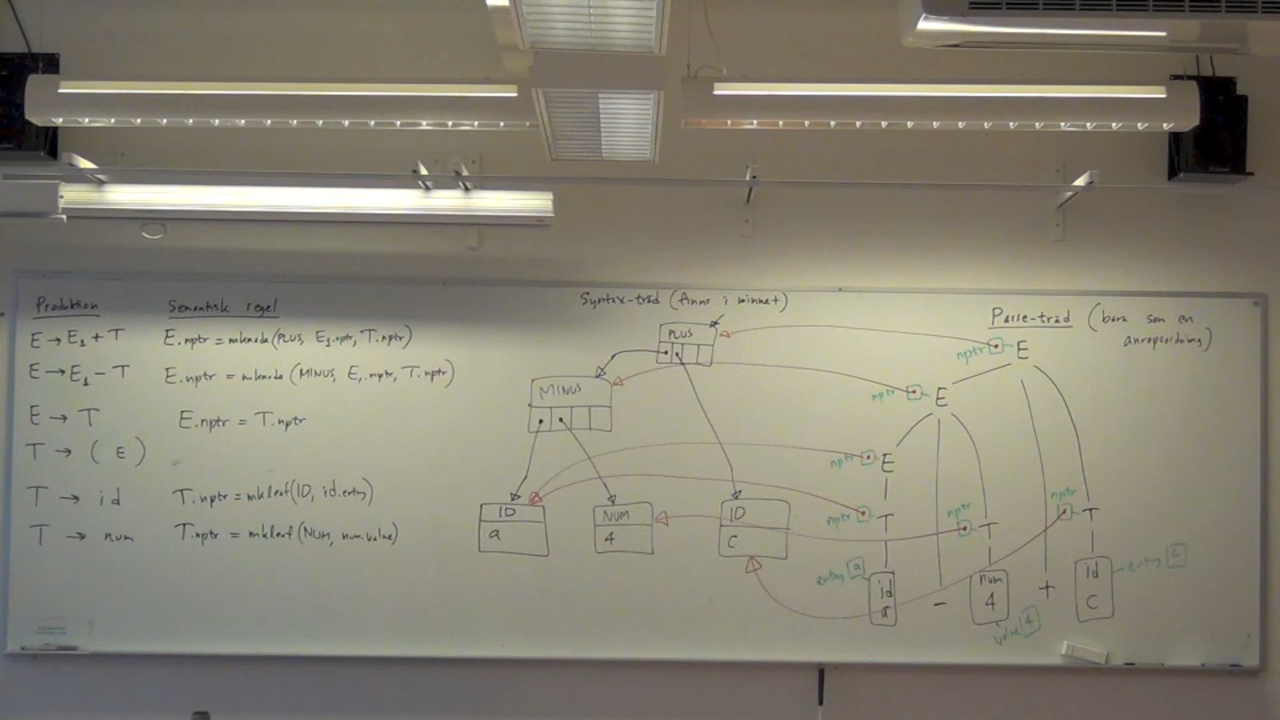 Produktion Semantisk regel
E → E₁ + T E.nptr = mknode(PLUS, E₁.nptr, T.nptr)
E → E₁ - T E.nptr = mknode(MINUS, E₁.nptr, T.nptr)
E → T E.nptr = T.nptr
T → (E)
T → id T.nptr = mkleaf(ID, id.entry)
T → num T.nptr = mkleaf(NUM, num.value)
Syntax-träd (finns i minnet)
PLUS
MINUS
ID
a
NUM
4
ID
c
Parse-träd (bara som en
anropsordning)
nptr E
nptr E
nptr E
nptr T
nptr T
nptr T
entry a
id
a
-
num
4
value 4
+
id
c
entry c